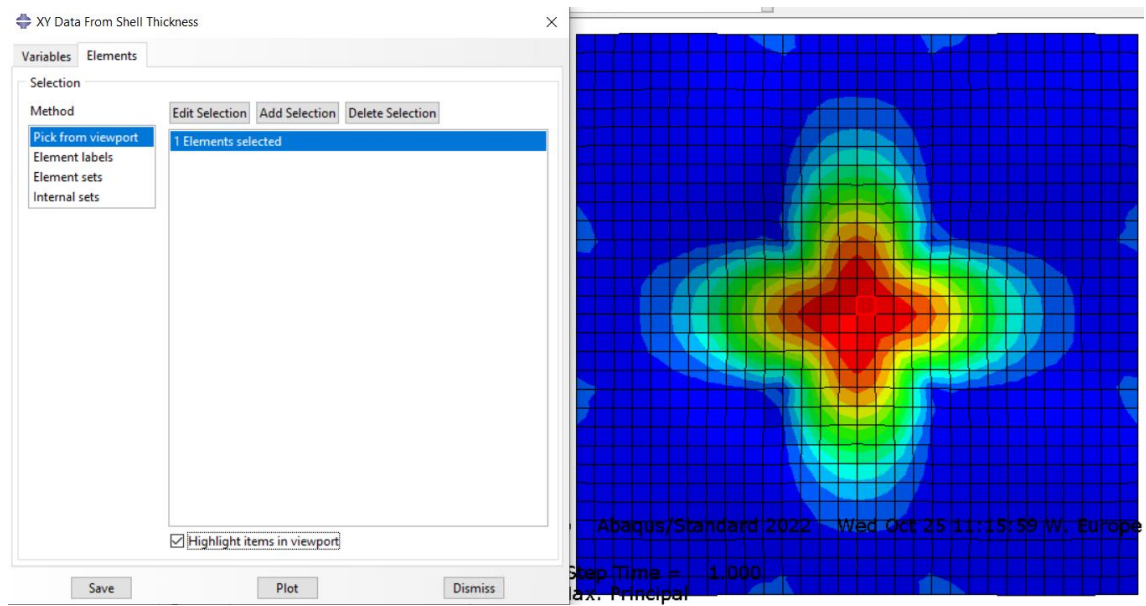 XY Data From Shell Thickness
Variables Elements
Selection
Method
Edit Selection Add Selection Delete Selection
Pick from viewport
Element labels
Element sets
Internal sets
1 Elements selected
Highlight items in viewport
Save Plot Dismiss
Abaqus/Standard 2022 Wed Oct 25 11:15:59 W. Europe
Step Time = 1.000
ax. Principal